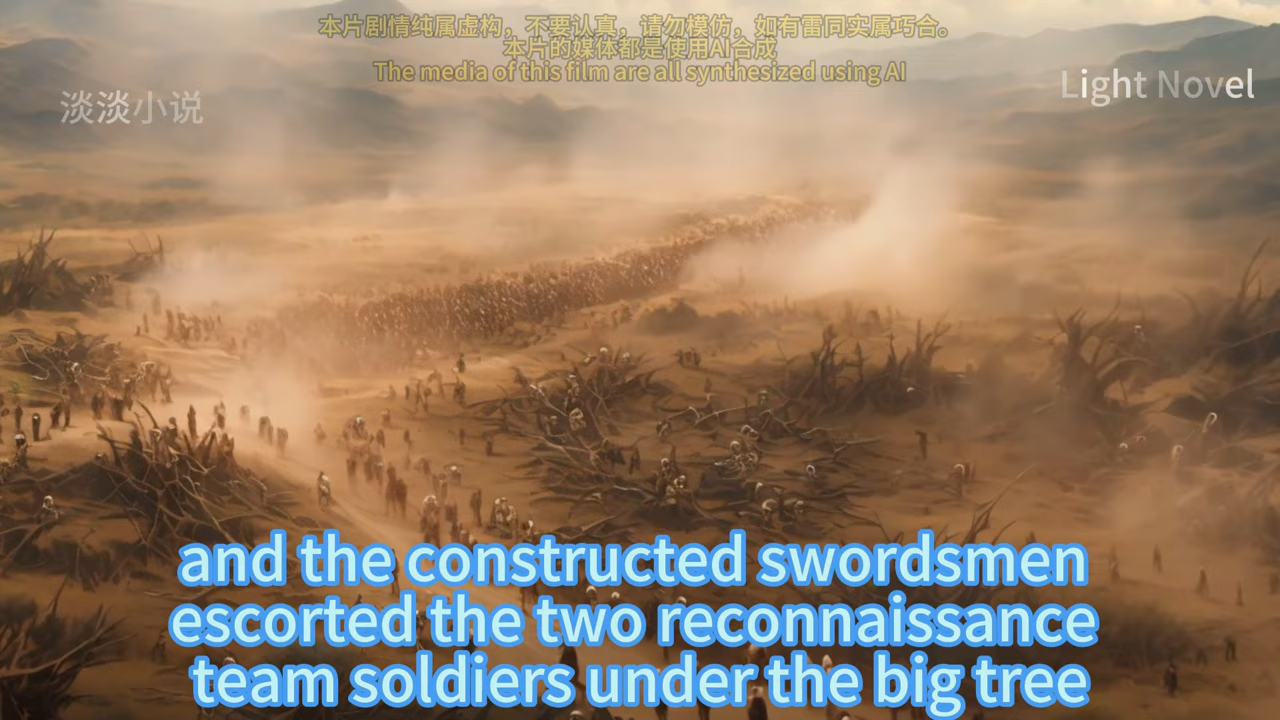 本片剧情纯属虚构，不要认真，请勿模仿，如有雷同实属巧合。
本片的媒体都是使用AI合成
The media of this film are all synthesized using AI
Light Novel
淡淡小说
and the constructed swordsmen
escorted the two reconnaissance
team soldiers under the big tree